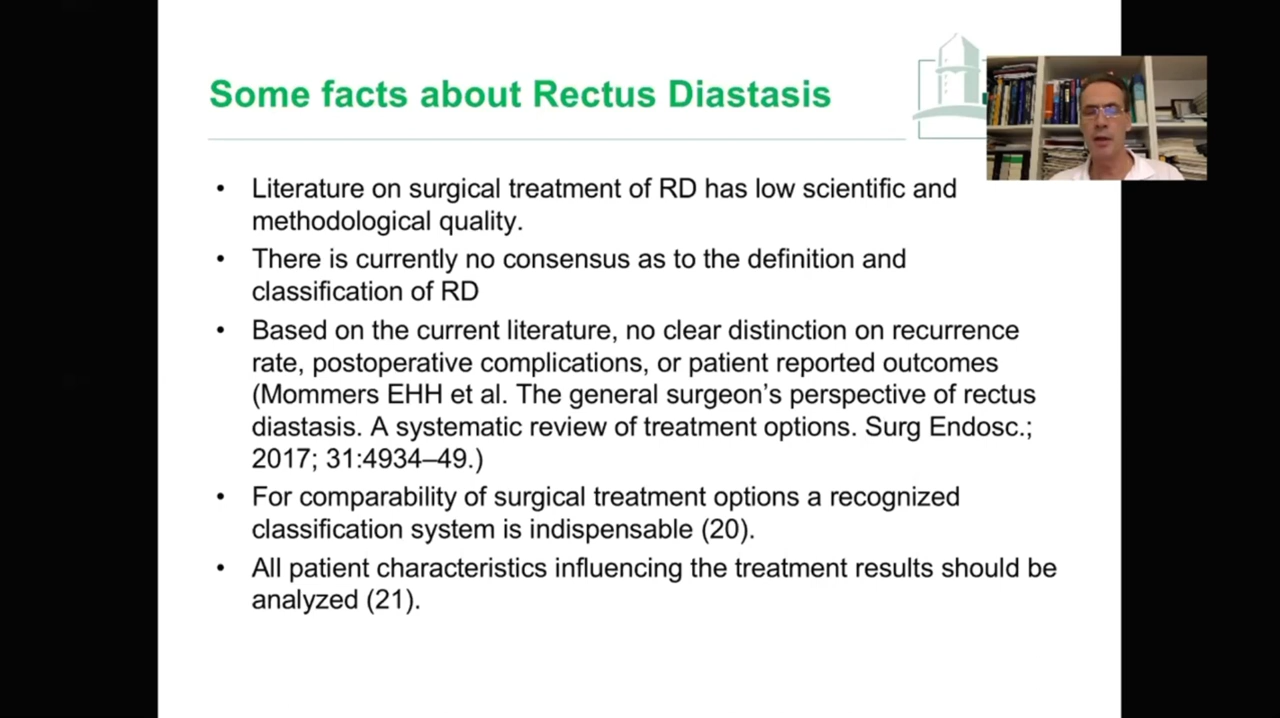 Some facts about Rectus Diastasis
• Literature on surgical treatment of RD has low scientific and
methodological quality.
• There is currently no consensus as to the definition and
classification of RD
• Based on the current literature, no clear distinction on recurrence
rate, postoperative complications, or patient reported outcomes
(Mommers EHH et al. The general surgeon’s perspective of rectus
diastasis. A systematic review of treatment options. Surg Endosc.;
2017; 31:4934–49.)
• For comparability of surgical treatment options a recognized
classification system is indispensable (20).
• All patient characteristics influencing the treatment results should be
analyzed (21).